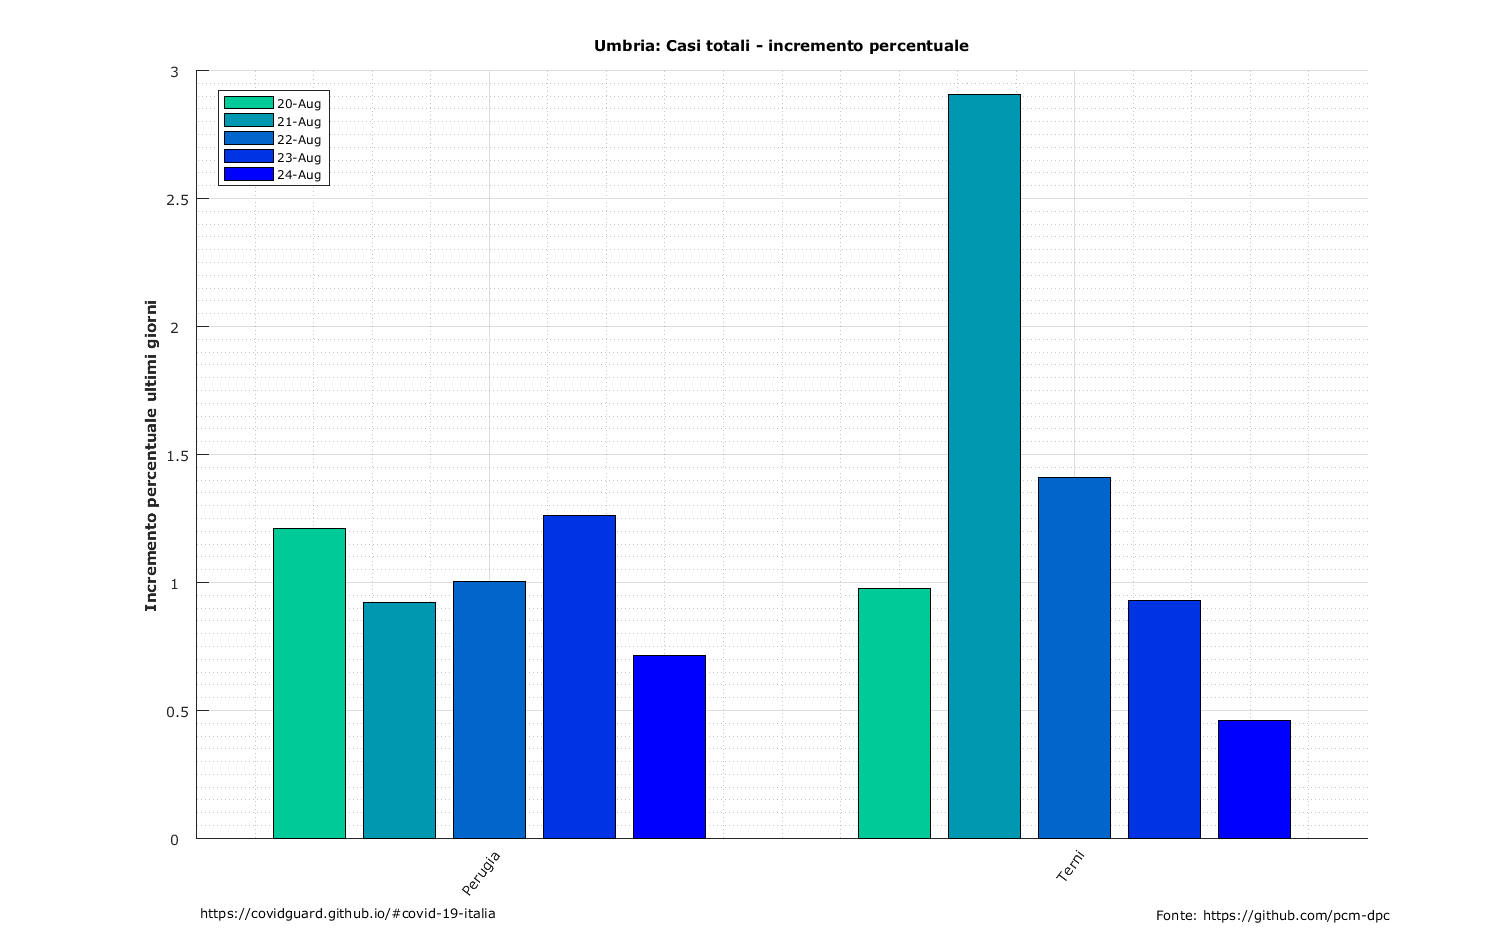 Umbria: Casi totali - incremento percentuale
3
2.5
2
1.5
1
0.5
0
Incremento percentuale ultimi giorni
20-Aug
21-Aug
22-Aug
23-Aug
24-Aug
Perugia
Terni
https://covidguard.github.io/#covid-19-italia
Fonte: https://github.com/pcm-dpc